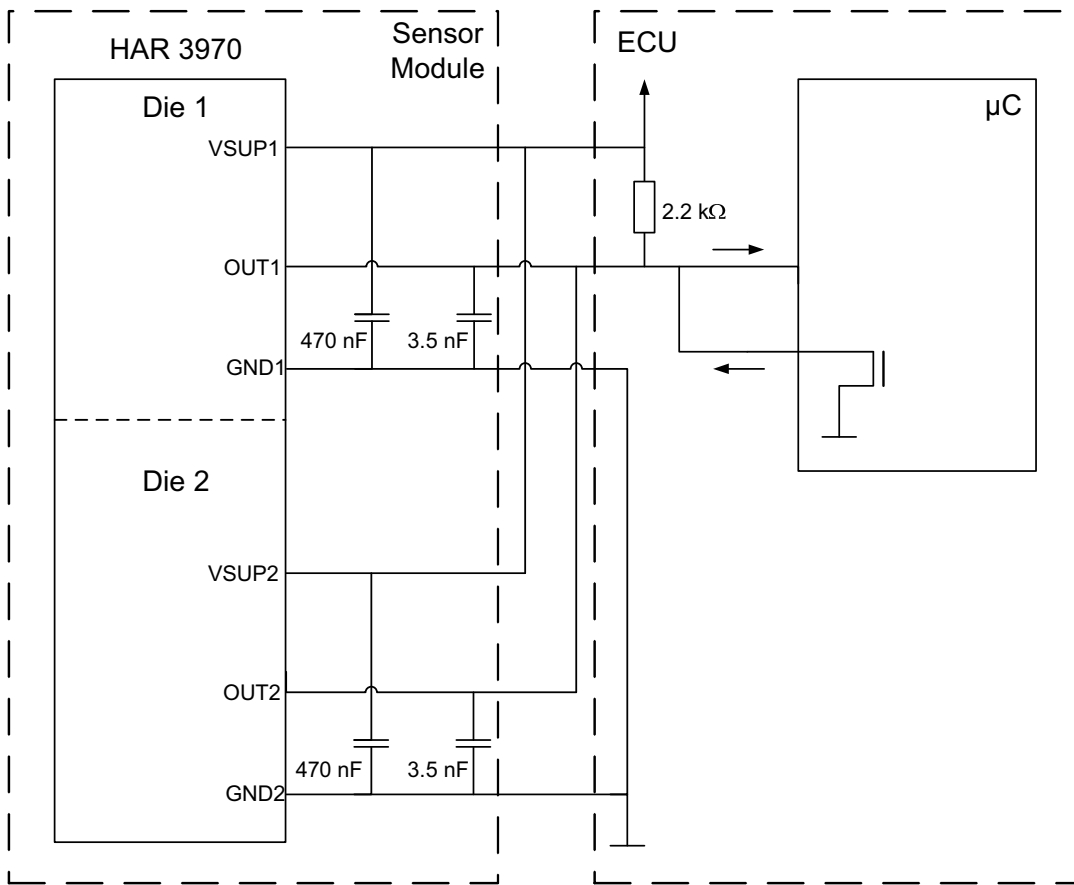 HAR 3970
Sensor
Module
ECU
Die 1
µC
VSUP1
2.2 kΩ
OUT1
470 nF
3.5 nF
GND1
Die 2
VSUP2
OUT2
470 nF
3.5 nF
GND2